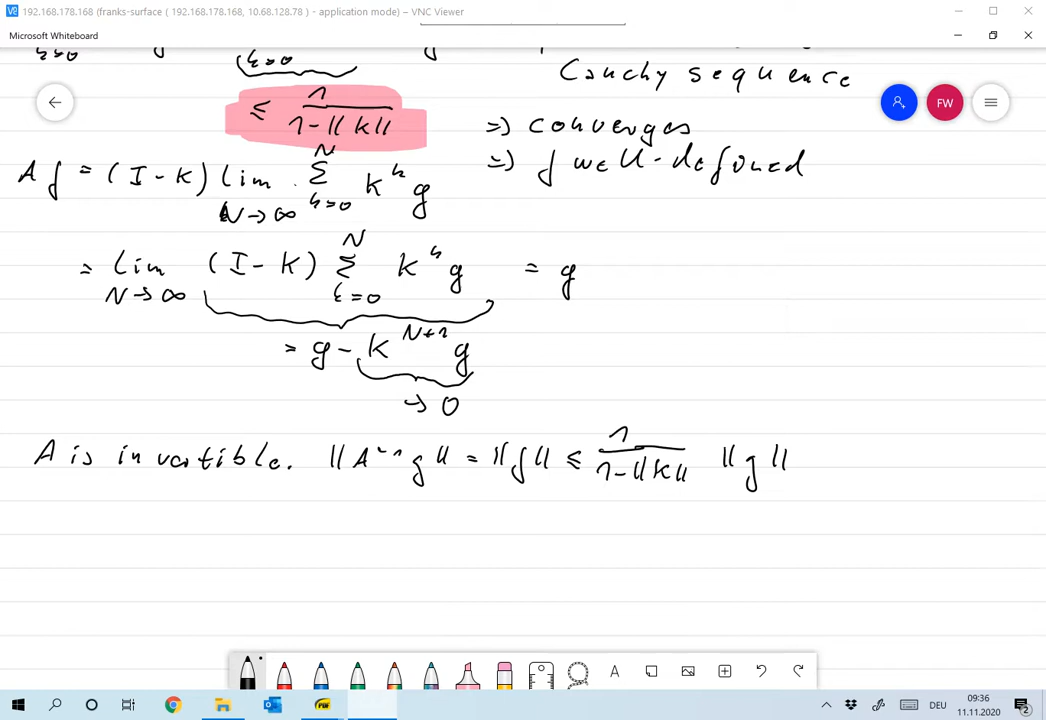 192.168.178.168 (franks-surface ( 192.168.178.168, 10.68.128.78 ) - application mode) – VNC Viewer
Microsoft Whiteboard
k=0
Cauchy sequence
≤ 1 / (1-||K||)
=> converges
FW
=> f well-defined
Af = (I-K) lim N→∞ Σ k=0 N K^k g
= lim N→∞ (I-K) Σ k=0 N K^k g = g
= g - K^{N+1} g
→ 0
A is invertible. ||A^{-1} g|| = ||f|| ≤ 1 / (1-||K||) ||g||
A
DEU
09:36
11.11.2020
2